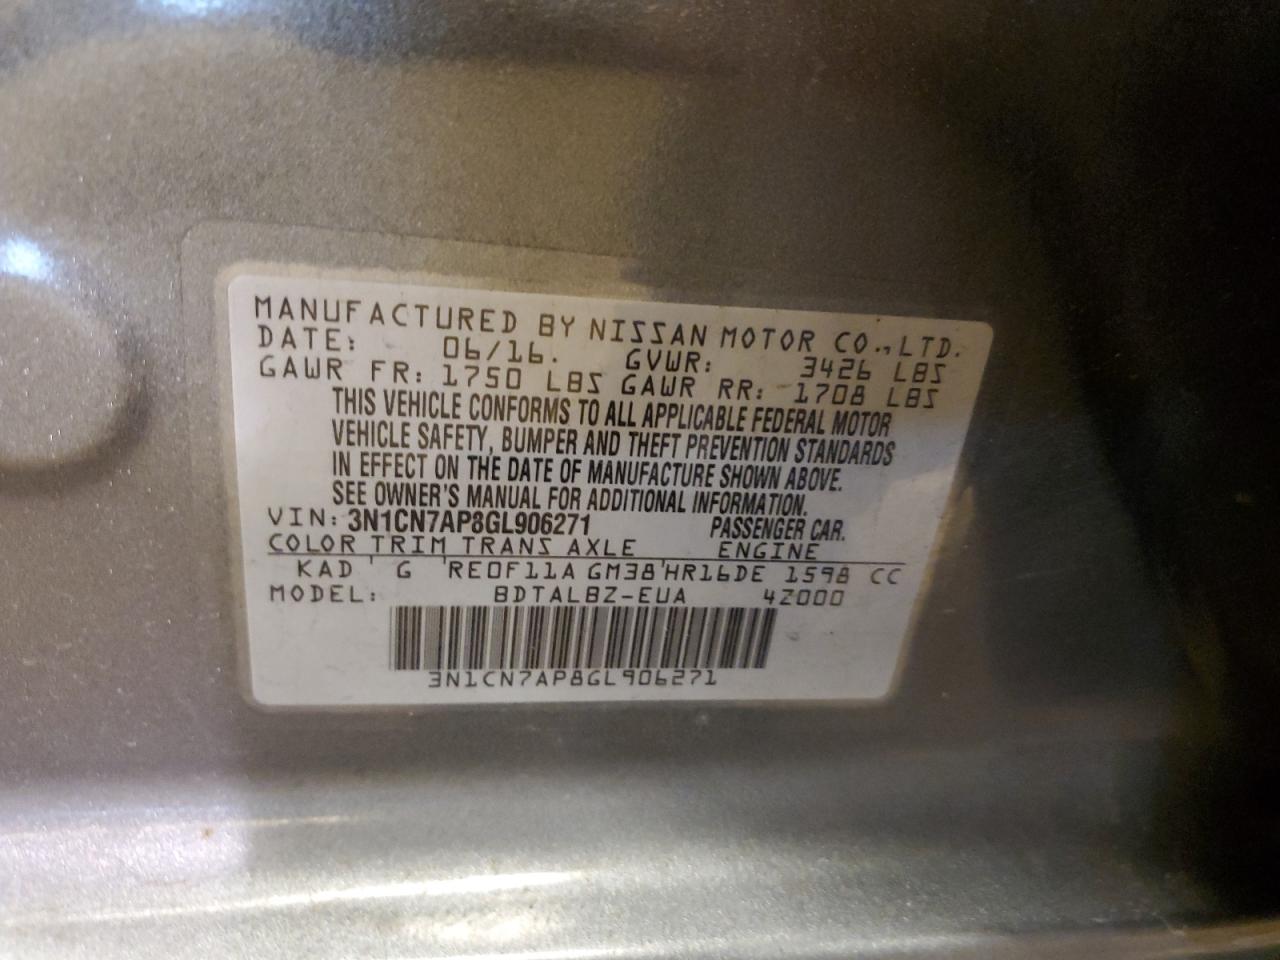 MANUFACTURED BY NISSAN MOTOR CO., LTD.
DATE: 06/16. GVWR: 3426 LBS
GAWR FR: 1750 LBS GAWR RR: 1708 LBS
THIS VEHICLE CONFORMS TO ALL APPLICABLE FEDERAL MOTOR
VEHICLE SAFETY, BUMPER AND THEFT PREVENTION STANDARDS
IN EFFECT ON THE DATE OF MANUFACTURE SHOWN ABOVE.
SEE OWNER'S MANUAL FOR ADDITIONAL INFORMATION.
VIN: 3N1CN7AP8GL906271 PASSENGER CAR.
COLOR TRIM TRANS AXLE ENGINE
KAD G RE0F11A GM38 HR16DE 1598 CC
MODEL: BDTALBZ-EUA 4Z000
3N1CN7AP8GL906271